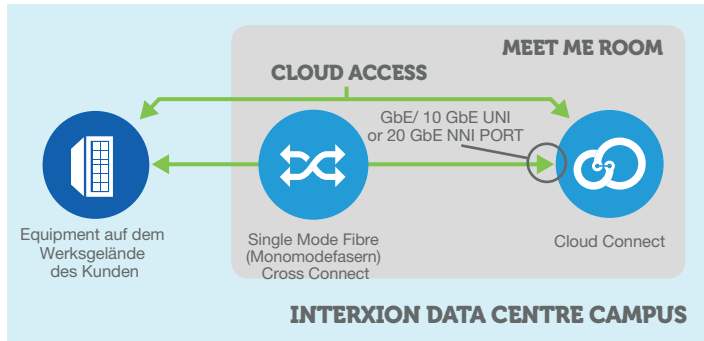 MEET ME ROOM
CLOUD ACCESS
GbE/ 10 GbE UNI
or 20 GbE NNI PORT
Equipment auf dem
Werksgelände
des Kunden
Single Mode Fibre
(Monomodefasern)
Cross Connect
Cloud Connect
INTERXION DATA CENTRE CAMPUS